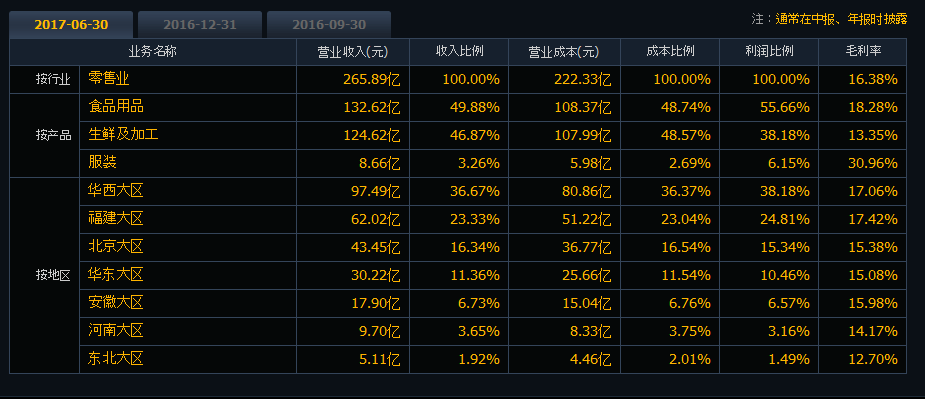 2017-06-30 2016-12-31 2016-09-30 注：通常在中报、年报时披露
业务名称 营业收入(元) 收入比例 营业成本(元) 成本比例 利润比例 毛利率
按行业 零售业 265.89亿 100.00% 222.33亿 100.00% 100.00% 16.38%
食品用品 132.62亿 49.88% 108.37亿 48.74% 55.66% 18.28%
按产品 生鲜及加工 124.62亿 46.87% 107.99亿 48.57% 38.18% 13.35%
服装 8.66亿 3.26% 5.98亿 2.69% 6.15% 30.96%
华西大区 97.49亿 36.67% 80.86亿 36.37% 38.18% 17.06%
福建大区 62.02亿 23.33% 51.22亿 23.04% 24.81% 17.42%
北京大区 43.45亿 16.34% 36.77亿 16.54% 15.34% 15.38%
按地区 华东大区 30.22亿 11.36% 25.66亿 11.54% 10.46% 15.08%
安徽大区 17.90亿 6.73% 15.04亿 6.76% 6.57% 15.98%
河南大区 9.70亿 3.65% 8.33亿 3.75% 3.16% 14.17%
东北大区 5.11亿 1.92% 4.46亿 2.01% 1.49% 12.70%